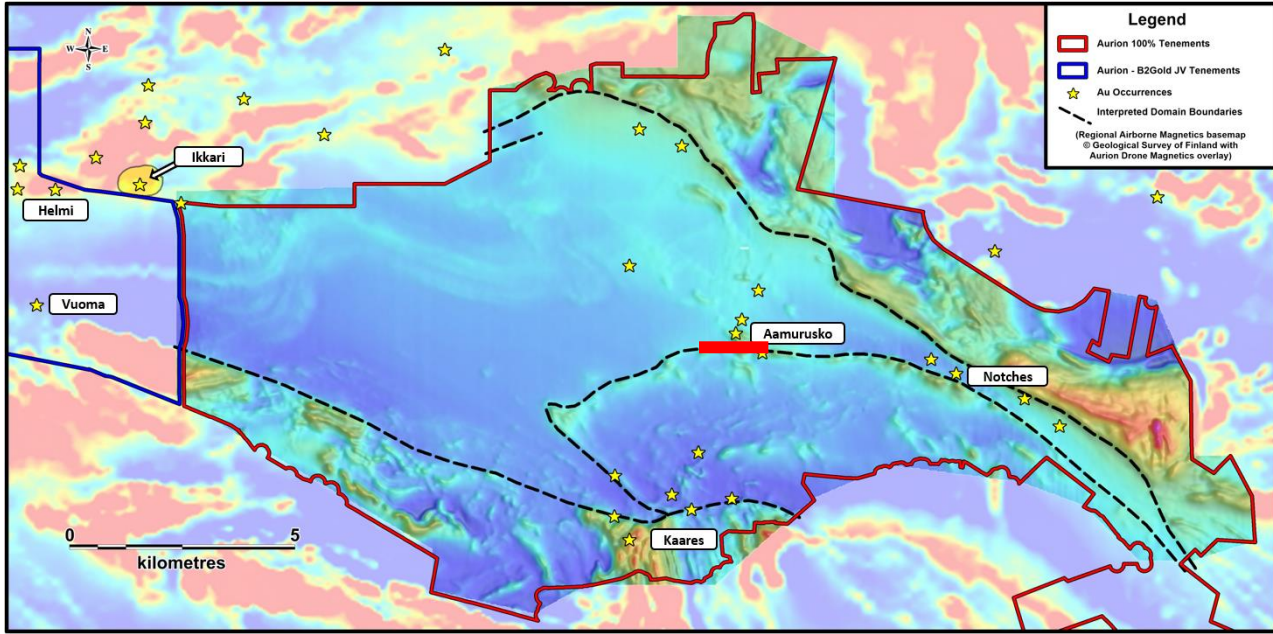 N
W E
S
Legend
Aurion 100% Tenements
Aurion - B2Gold JV Tenements
Au Occurrences
Interpreted Domain Boundaries
(Regional Airborne Magnetics basemap
© Geological Survey of Finland with
Aurion Drone Magnetics overlay)
Ikkari
Helmi
Vuoma
Aamurusko
Notches
Kaares
0 5
kilometres